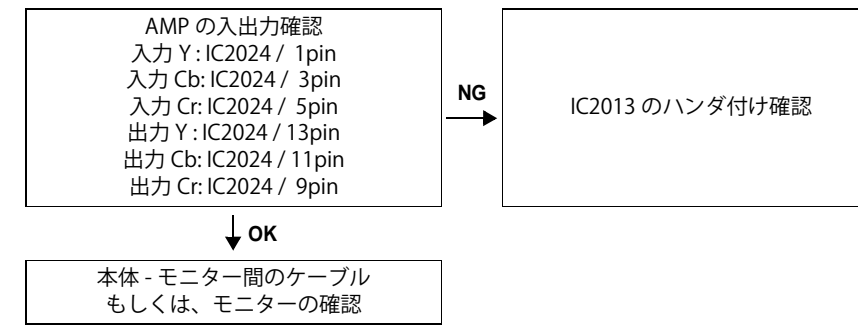 AMP の入出力確認
入力 Y : IC2024 / 1pin
入力 Cb: IC2024 / 3pin
入力 Cr: IC2024 / 5pin
出力 Y : IC2024 / 13pin
出力 Cb: IC2024 / 11pin
出力 Cr: IC2024 / 9pin
NG
IC2013 のハンダ付け確認
OK
本体 - モニター間のケーブル
もしくは、モニターの確認